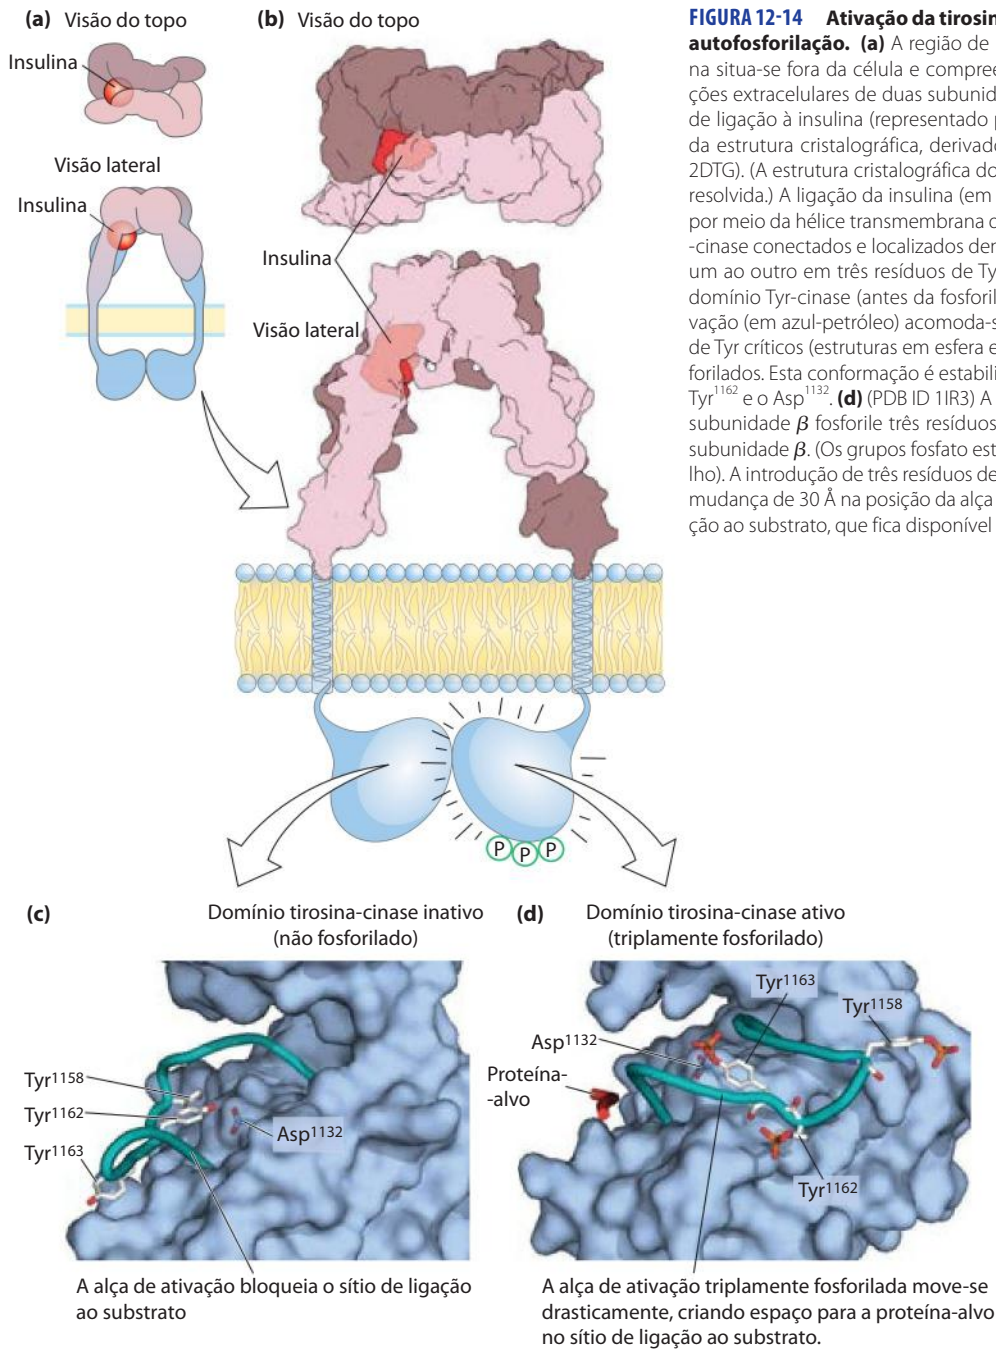 (a) Visão do topo
Insulina
Visão lateral
Insulina
(b) Visão do topo
Insulina
Visão lateral
P P P
FIGURA 12-14 Ativação da tirosin
autofosforilação. (a) A região de
na situa-se fora da célula e compree
ções extracelulares de duas subunid
de ligação à insulina (representado p
da estrutura cristalográfica, derivad
2DTG). (A estrutura cristalográfica do
resolvida.) A ligação da insulina (em
por meio da hélice transmembrana d
-cinase conectados e localizados den
um ao outro em três resíduos de Ty
domínio Tyr-cinase (antes da fosforil
vação (em azul-petróleo) acomoda-s
de Tyr críticos (estruturas em esfera e
forilados. Esta conformação é estabili
Tyr1162 e o Asp1132. (d) (PDB ID 1IR3) A
subunidade β fosforile três resíduos
subunidade β. (Os grupos fosfato est
lho). A introdução de três resíduos de
mudança de 30 Å na posição da alça
ção ao substrato, que fica disponível
(c) Domínio tirosina-cinase inativo
(não fosforilado)
Tyr1158
Tyr1162
Tyr1163
Asp1132
A alça de ativação bloqueia o sítio de ligação
ao substrato
(d) Domínio tirosina-cinase ativo
(triplamente fosforilado)
Tyr1163
Tyr1158
Asp1132
Proteína-
-alvo
Tyr1162
A alça de ativação triplamente fosforilada move-se
drasticamente, criando espaço para a proteína-alvo
no sítio de ligação ao substrato.